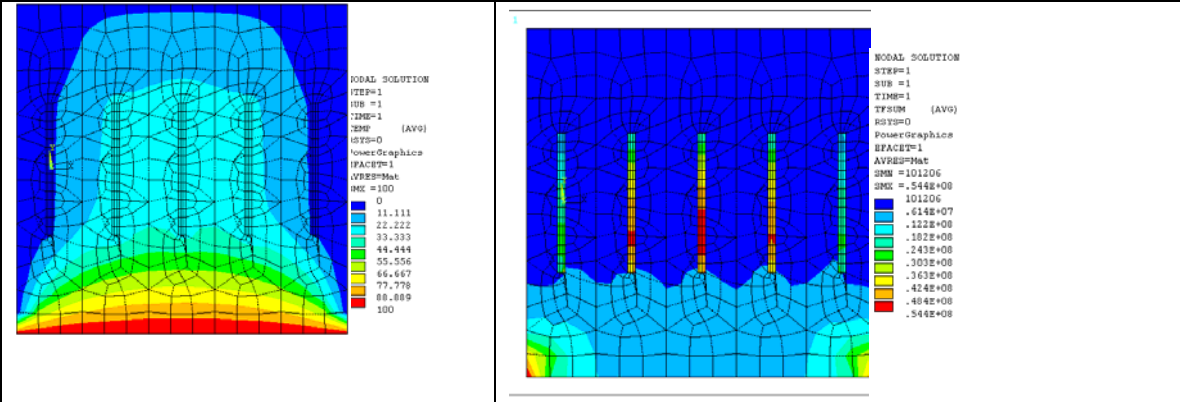 NODAL SOLUTION
STEP=1
SUB =1
TIME=1
TEMP (AVG)
RSYS=0
PowerGraphics
EFACET=1
AVRES=Mat
SMX =100
0
11.111
22.222
33.333
44.444
55.556
66.667
77.778
88.889
100
1
NODAL SOLUTION
STEP=1
SUB =1
TIME=1
TFSUM (AVG)
RSYS=0
PowerGraphics
EFACET=1
AVRES=Mat
SMN =101206
SMX =.544E+08
101206
.614E+07
.122E+08
.182E+08
.243E+08
.303E+08
.363E+08
.424E+08
.484E+08
.544E+08